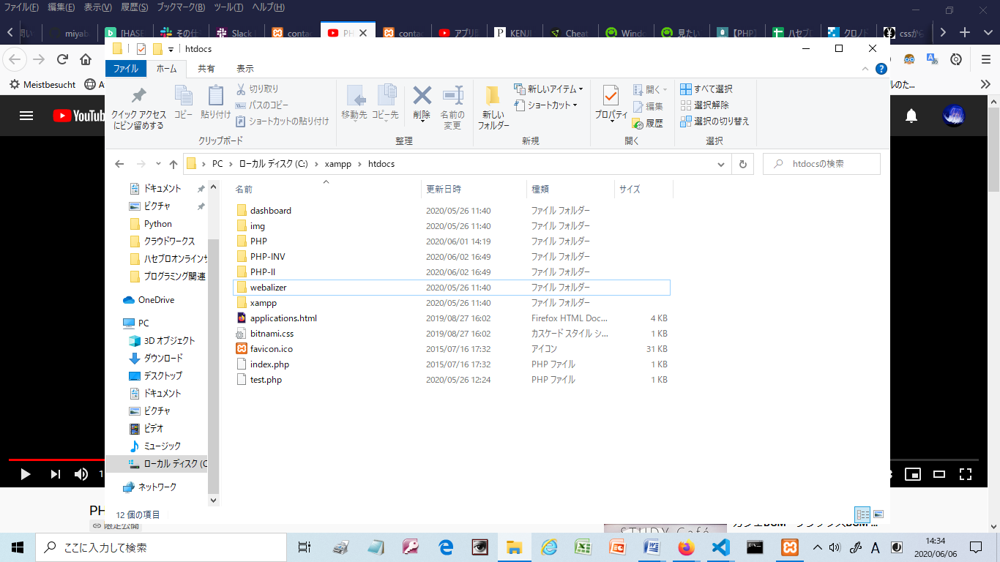 ファイル(F) 編集(E) 表示(V) 履歴(S) ブックマーク(B) ツール(T) ヘルプ(H)
miyab [HASE その仕 Slack conta PH conta アプリ KENJI Cheat Windo 見たい 【PHP】 ハセブロ クロノド cssから
Meistbesucht
YouTub
htdocs
ファイル ホーム 共有 表示
クイック アクセス
にピン留めする
コピー
貼り付け
切り取り
パスのコピー
ショートカットの貼り付け
クリップボード
移動先
コピー先
削除
名前の
変更
整理
新しい
フォルダー
新しいアイテム
ショートカット
新規
プロパティ
開く
編集
履歴
開く
すべて選択
選択解除
選択の切り替え
選択
PC ローカル ディスク (C:) xampp htdocs
htdocsの検索
ドキュメント
ピクチャ
Python
クラウドワークス
ハセブロオンラインサ
プログラミング関連
OneDrive
PC
3D オブジェクト
ダウンロード
デスクトップ
ドキュメント
ピクチャ
ビデオ
ミュージック
ローカル ディスク (C
ネットワーク
名前 更新日時 種類 サイズ
dashboard 2020/05/26 11:40 ファイル フォルダー
img 2020/05/26 11:40 ファイル フォルダー
PHP 2020/06/01 14:19 ファイル フォルダー
PHP-INV 2020/06/02 16:49 ファイル フォルダー
PHP-II 2020/06/02 16:49 ファイル フォルダー
webalizer 2020/05/26 11:40 ファイル フォルダー
xampp 2020/05/26 11:40 ファイル フォルダー
applications.html 2019/08/27 16:02 Firefox HTML Doc... 4 KB
bitnami.css 2019/08/27 16:02 カスケード スタイル シ... 1 KB
favicon.ico 2015/07/16 17:32 アイコン 31 KB
index.php 2015/07/16 17:32 PHP ファイル 1 KB
test.php 2020/05/26 12:24 PHP ファイル 1 KB
12 個の項目
PH
限定公開
STUDY Café
ここに入力して検索
A
14:34
2020/06/06